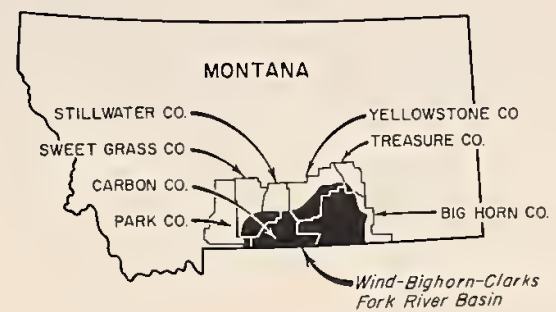 MONTANA
STILLWATER CO.
SWEET GRASS CO
CARBON CO.
PARK CO.
YELLOWSTONE CO
TREASURE CO.
BIG HORN CO.
Wind-Bighorn-Clarks
Fork River Basin